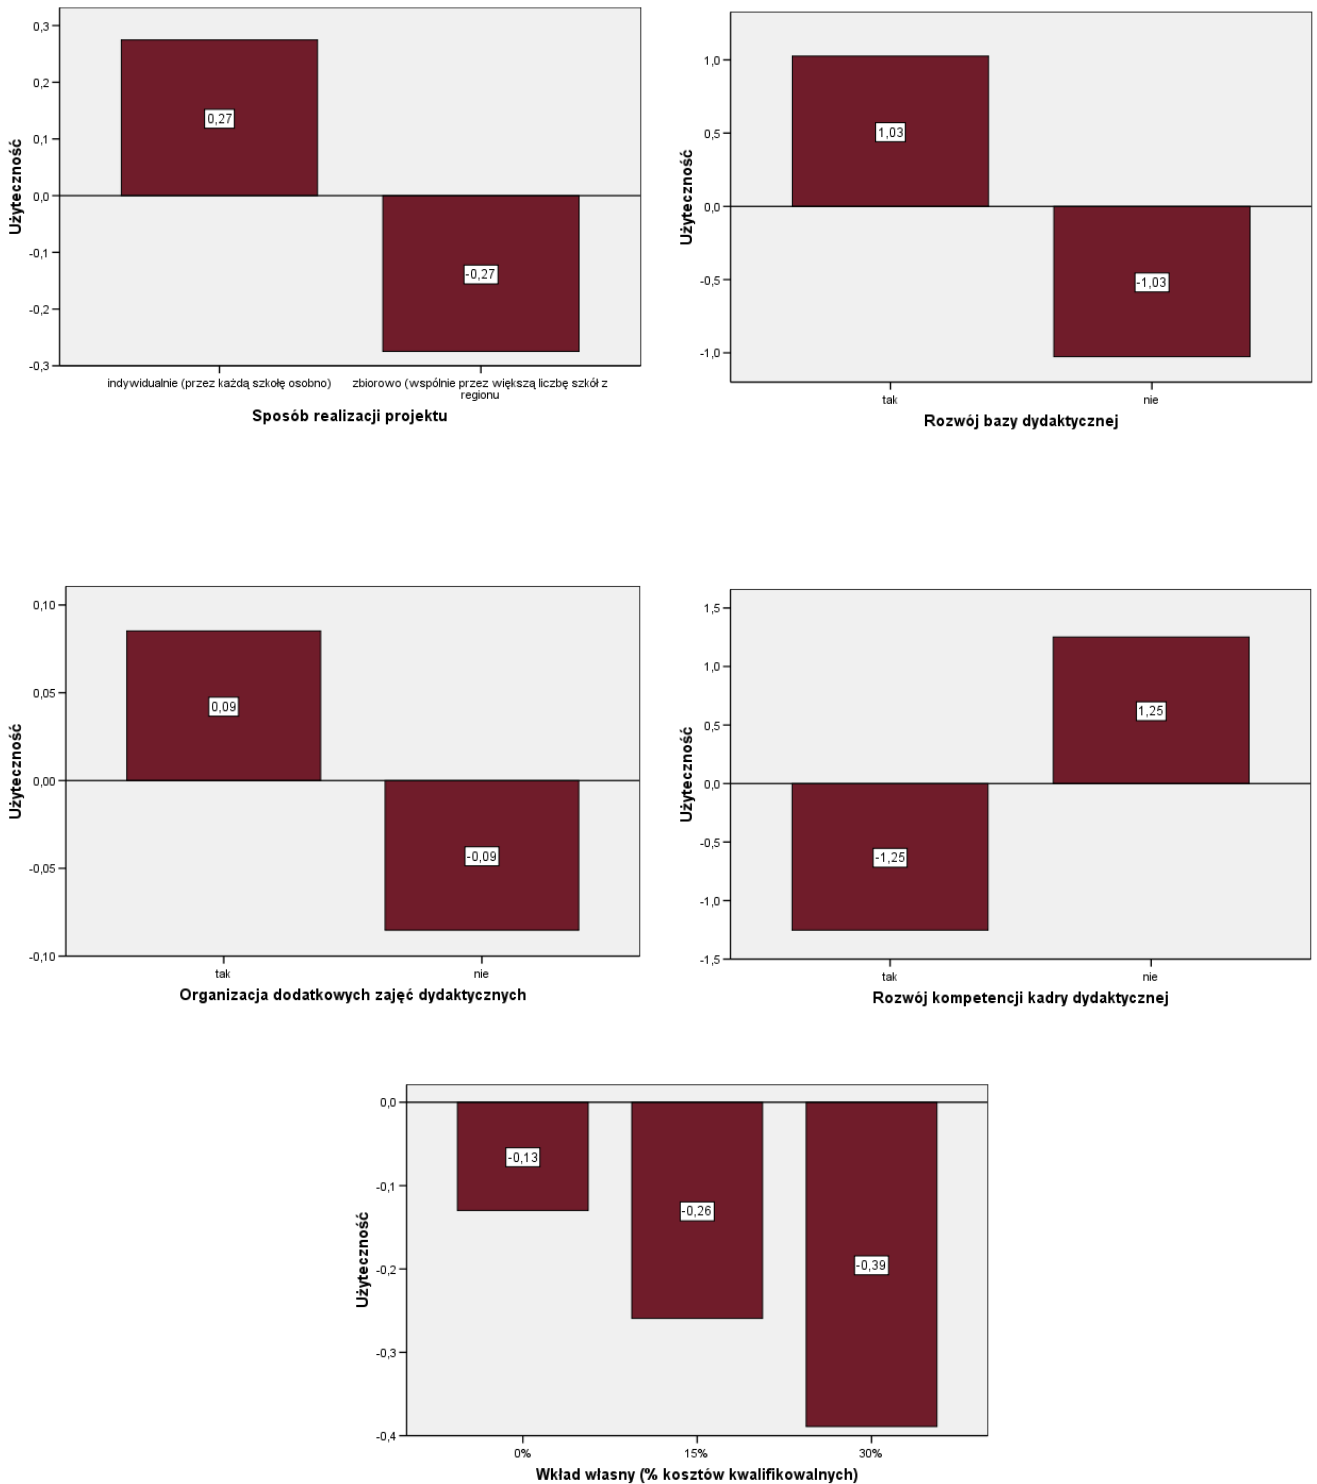 0,3
0,2
0,1
0,0
-0,1
-0,2
-0,3
Użyteczność
0,27
-0,27
indywidualnie (przez każdą szkołę osobno)
zbiorowo (wspólnie przez większą liczbę szkół z
regionu
Sposób realizacji projektu
1,0
0,5
0,0
-0,5
-1,0
Użyteczność
1,03
-1,03
tak
nie
Rozwój bazy dydaktycznej
0,10
0,05
0,00
-0,05
-0,10
Użyteczność
0,09
-0,09
tak
nie
Organizacja dodatkowych zajęć dydaktycznych
1,5
1,0
0,5
0,0
-0,5
-1,0
-1,5
Użyteczność
-1,25
1,25
tak
nie
Rozwój kompetencji kadry dydaktycznej
0,0
-0,1
-0,2
-0,3
-0,4
Użyteczność
-0,13
-0,26
-0,39
0%
15%
30%
Wkład własny (% kosztów kwalifikowalnych)